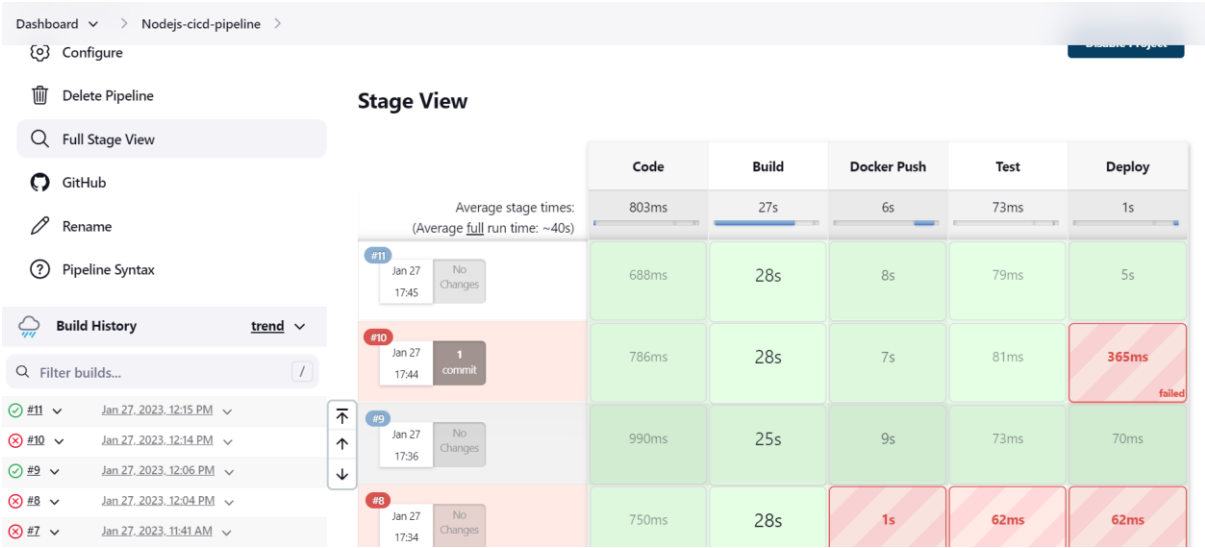 Dashboard
Nodejs-cicd-pipeline
Configure
Disable Project
Delete Pipeline
Full Stage View
GitHub
Rename
Pipeline Syntax
Build History trend
Filter builds... /
#11 Jan 27, 2023, 12:15 PM
#10 Jan 27, 2023, 12:14 PM
#9 Jan 27, 2023, 12:06 PM
#8 Jan 27, 2023, 12:04 PM
#7 Jan 27, 2023, 11:41 AM
Stage View
Code Build Docker Push Test Deploy
Average stage times: 803ms 27s 6s 73ms 1s
(Average full run time: ~40s)
#11
Jan 27 No
17:45 Changes
688ms 28s 8s 79ms 5s
#10
Jan 27 1
17:44 commit
786ms 28s 7s 81ms 365ms
failed
#9
Jan 27 No
17:36 Changes
990ms 25s 9s 73ms 70ms
#8
Jan 27 No
17:34 Changes
750ms 28s 1s 62ms 62ms